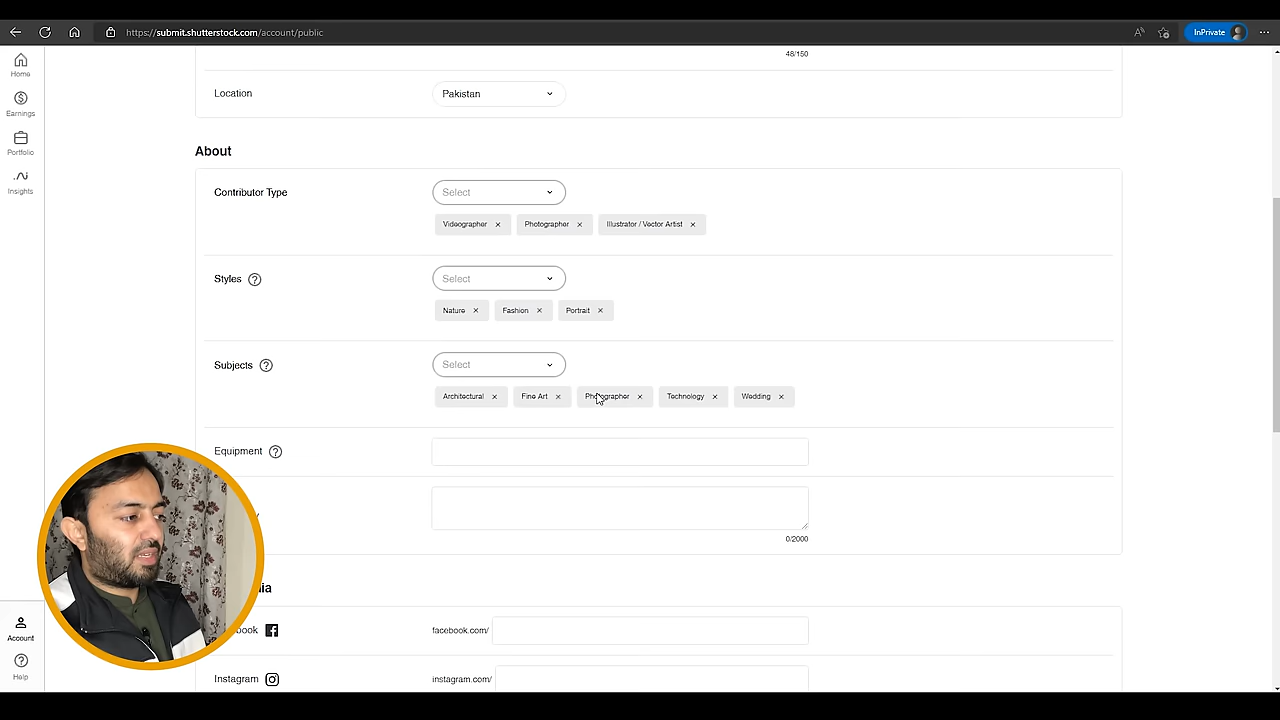 https://submit.shutterstock.com/account/public
InPrivate
Home
Earnings
Portfolio
Insights
Account
Help
48/150
Location
Pakistan
About
Contributor Type
Select
Videographer
Photographer
Illustrator / Vector Artist
Styles
Select
Nature
Fashion
Portrait
Subjects
Select
Architectural
Fine Art
Photographer
Technology
Wedding
Equipment
0/2000
facebook.com/
Instagram
instagram.com/